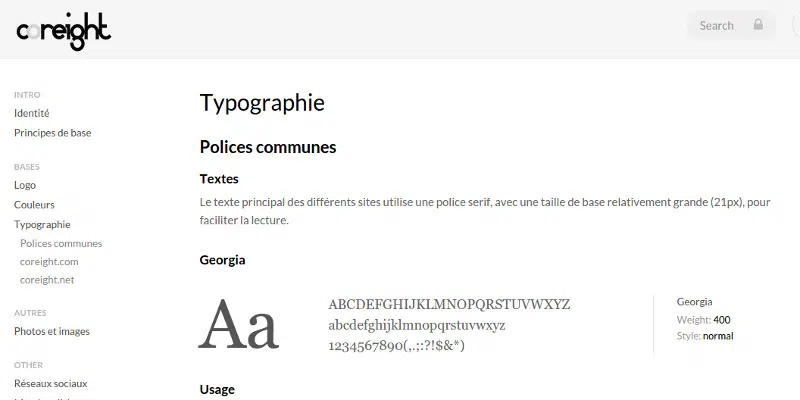 coreight
Search
INTRO
Identité
Principes de base
BASES
Logo
Couleurs
Typographie
Polices communes
coreight.com
coreight.net
AUTRES
Photos et images
OTHER
Réseaux sociaux
Typographie
Polices communes
Textes
Le texte principal des différents sites utilise une police serif, avec une taille de base relativement grande (21px), pour
faciliter la lecture.
Georgia
Aa
ABCDEFGHIJKLMNOPQRSTUVWXYZ
abcdefghijklmnopqrstuvwxyz
1234567890(,.;:?!$&*)
Georgia
Weight: 400
Style: normal
Usage